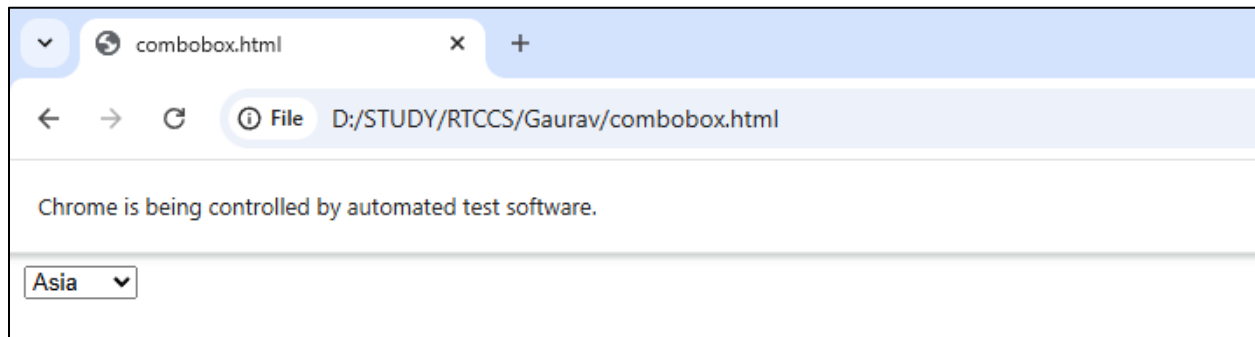 combobox.html
File D:/STUDY/RTCCS/Gaurav/combobox.html
Chrome is being controlled by automated test software.
Asia